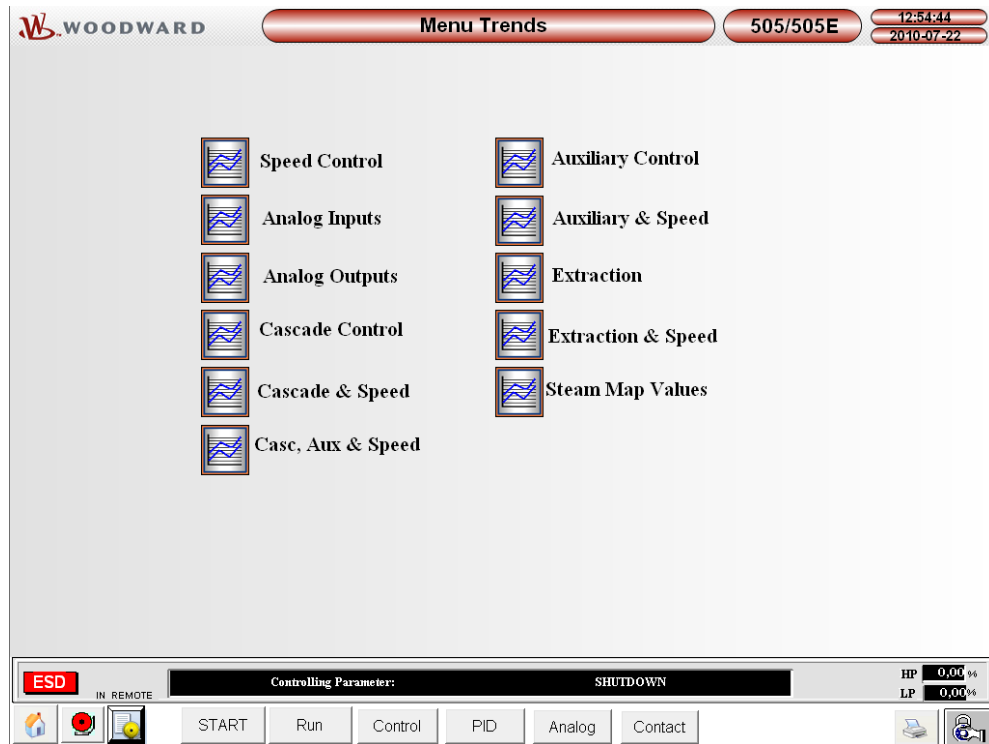 WOODWARD
Menu Trends
505/505E
12:54:44
2010-07-22
Speed Control
Auxiliary Control
Analog Inputs
Auxiliary & Speed
Analog Outputs
Extraction
Cascade Control
Extraction & Speed
Cascade & Speed
Steam Map Values
Casc, Aux & Speed
ESD
IN REMOTE
Controlling Parameter: SHUTDOWN
HP 0,00 %
LP 0,00%
START Run Control PID Analog Contact